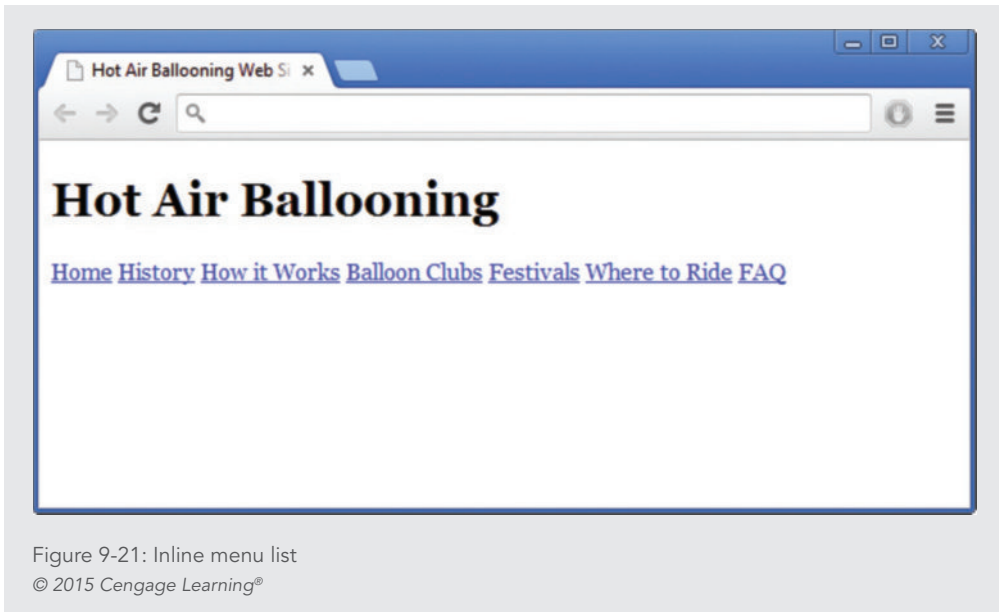 Hot Air Ballooning Web Si
Hot Air Ballooning
Home History How it Works Balloon Clubs Festivals Where to Ride FAQ
Figure 9-21: Inline menu list
© 2015 Cengage Learning®